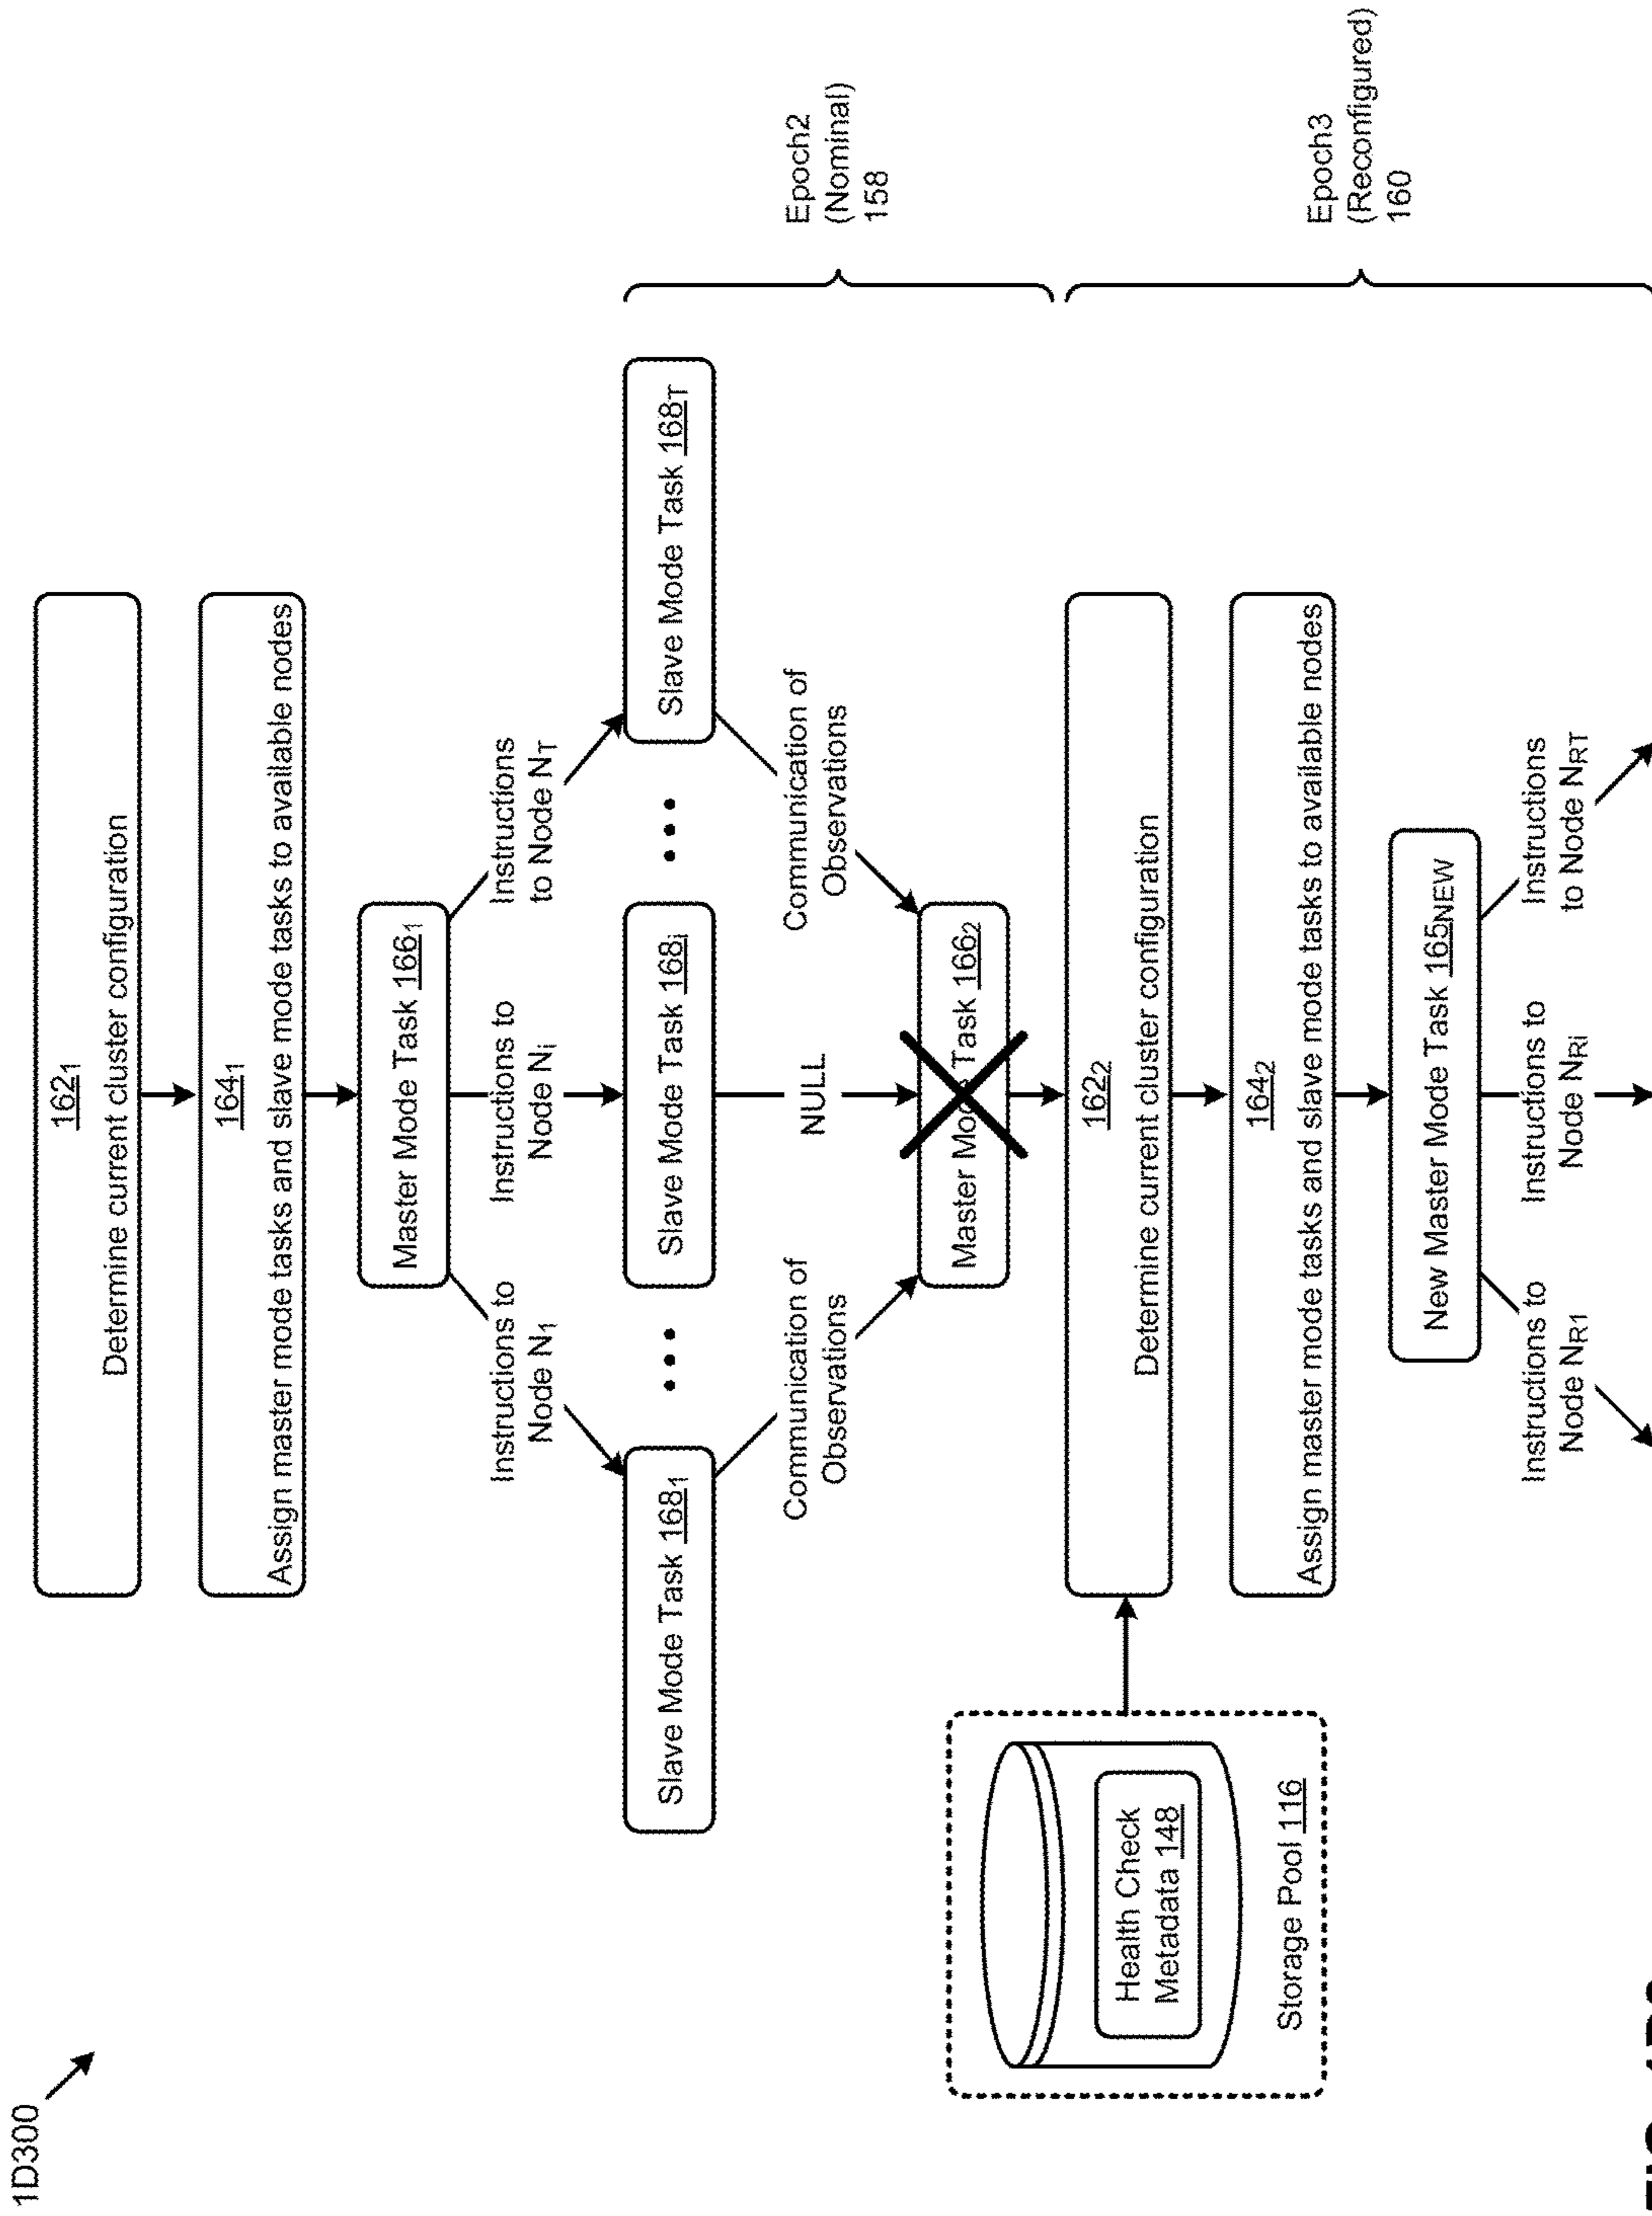 1D300
162₁
Determine current cluster configuration
164₁
Assign master mode tasks and slave mode tasks to available nodes
Master Mode Task 166₁
Instructions to
Node N₁
Instructions to
Node Nᵢ
Instructions
to Node N_T
Slave Mode Task 168₁
Slave Mode Task 168ᵢ
Slave Mode Task 168_T
Communication of
Observations
NULL
Communication of
Observations
Epoch2
(Nominal)
158
Master Mode Task 166₂
162₂
Determine current cluster configuration
Health Check
Metadata 148
Storage Pool 116
164₂
Assign master mode tasks and slave mode tasks to available nodes
Epoch3
(Reconfigured)
160
New Master Mode Task 165_NEW
Instructions to
Node N_R1
Instructions to
Node N_Ri
Instructions
to Node N_RT